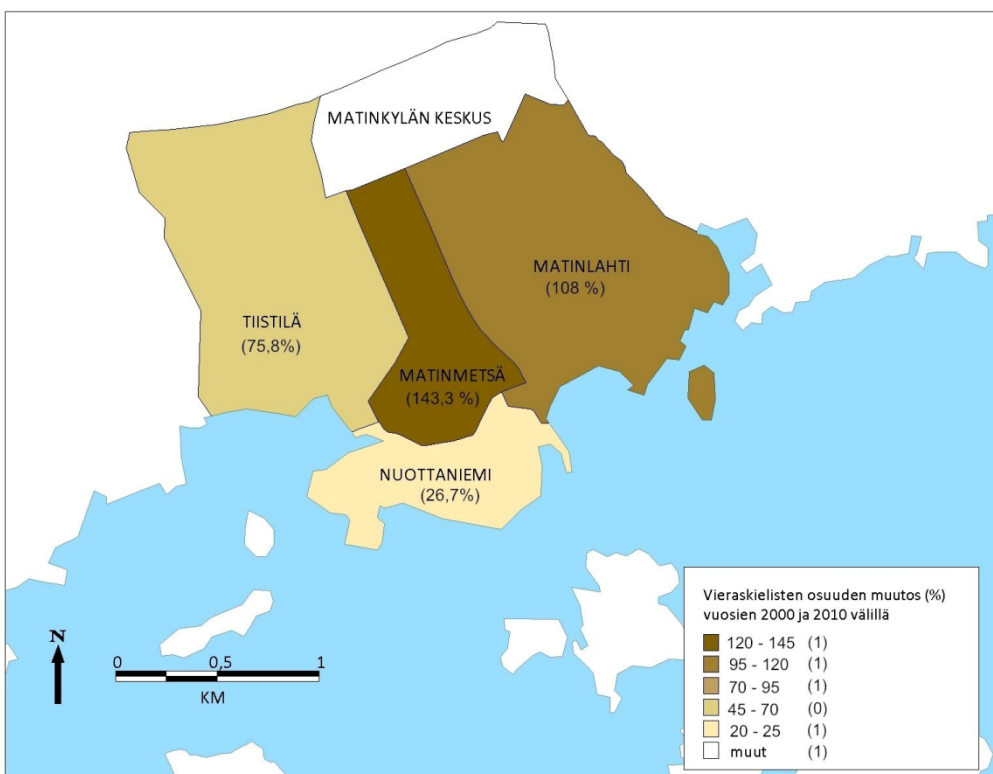 MATINKYLÄN KESKUS
MATINLAHTI
(108 %)
TIISTILÄ
(75,8%)
MATINMETSÄ
(143,3 %)
NUOTTANIEMI
(26,7%)
N
0 0,5 1
KM
Vieraskielisten osuuden muutos (%)
vuosien 2000 ja 2010 välillä
120 - 145 (1)
95 - 120 (1)
70 - 95 (1)
45 - 70 (0)
20 - 25 (1)
muut (1)